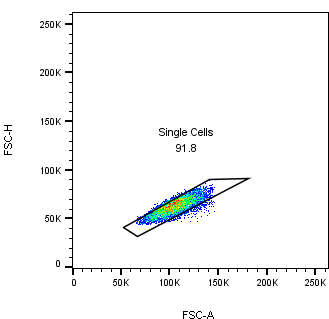 250K
200K
150K
100K
50K
0
FSC-H
Single Cells
91.8
0
50K
100K
150K
200K
250K
FSC-A